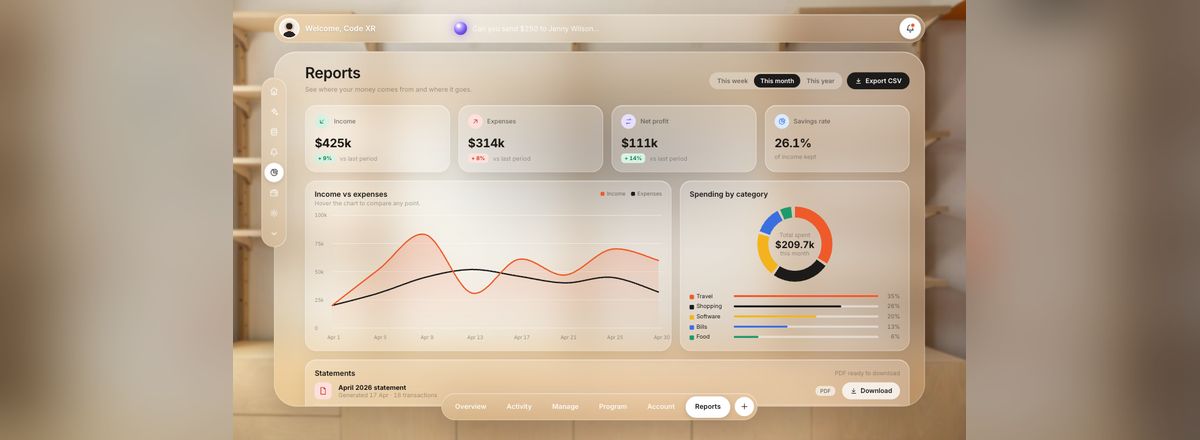 Welcome, Code XR
Can you send $250 to Jenny Wilson...
Reports
See where your money comes from and where it goes.
This week
This month
This year
Export CSV
Income
$425k
+ 9% vs last period
Expenses
$314k
+ 8% vs last period
Net profit
$111k
+ 14% vs last period
Savings rate
26.1%
of income kept
Income vs expenses
Hover the chart to compare any point.
Income
Expenses
100k
75k
50k
25k
0
Apr 1
Apr 5
Apr 9
Apr 13
Apr 17
Apr 21
Apr 25
Apr 30
Spending by category
Total spent
$209.7k
this month
Travel 35%
Shopping 26%
Software 20%
Bills 13%
Food 6%
Statements
PDF ready to download
April 2026 statement
Generated 17 Apr · 18 transactions
PDF
Download
Overview
Activity
Manage
Program
Account
Reports